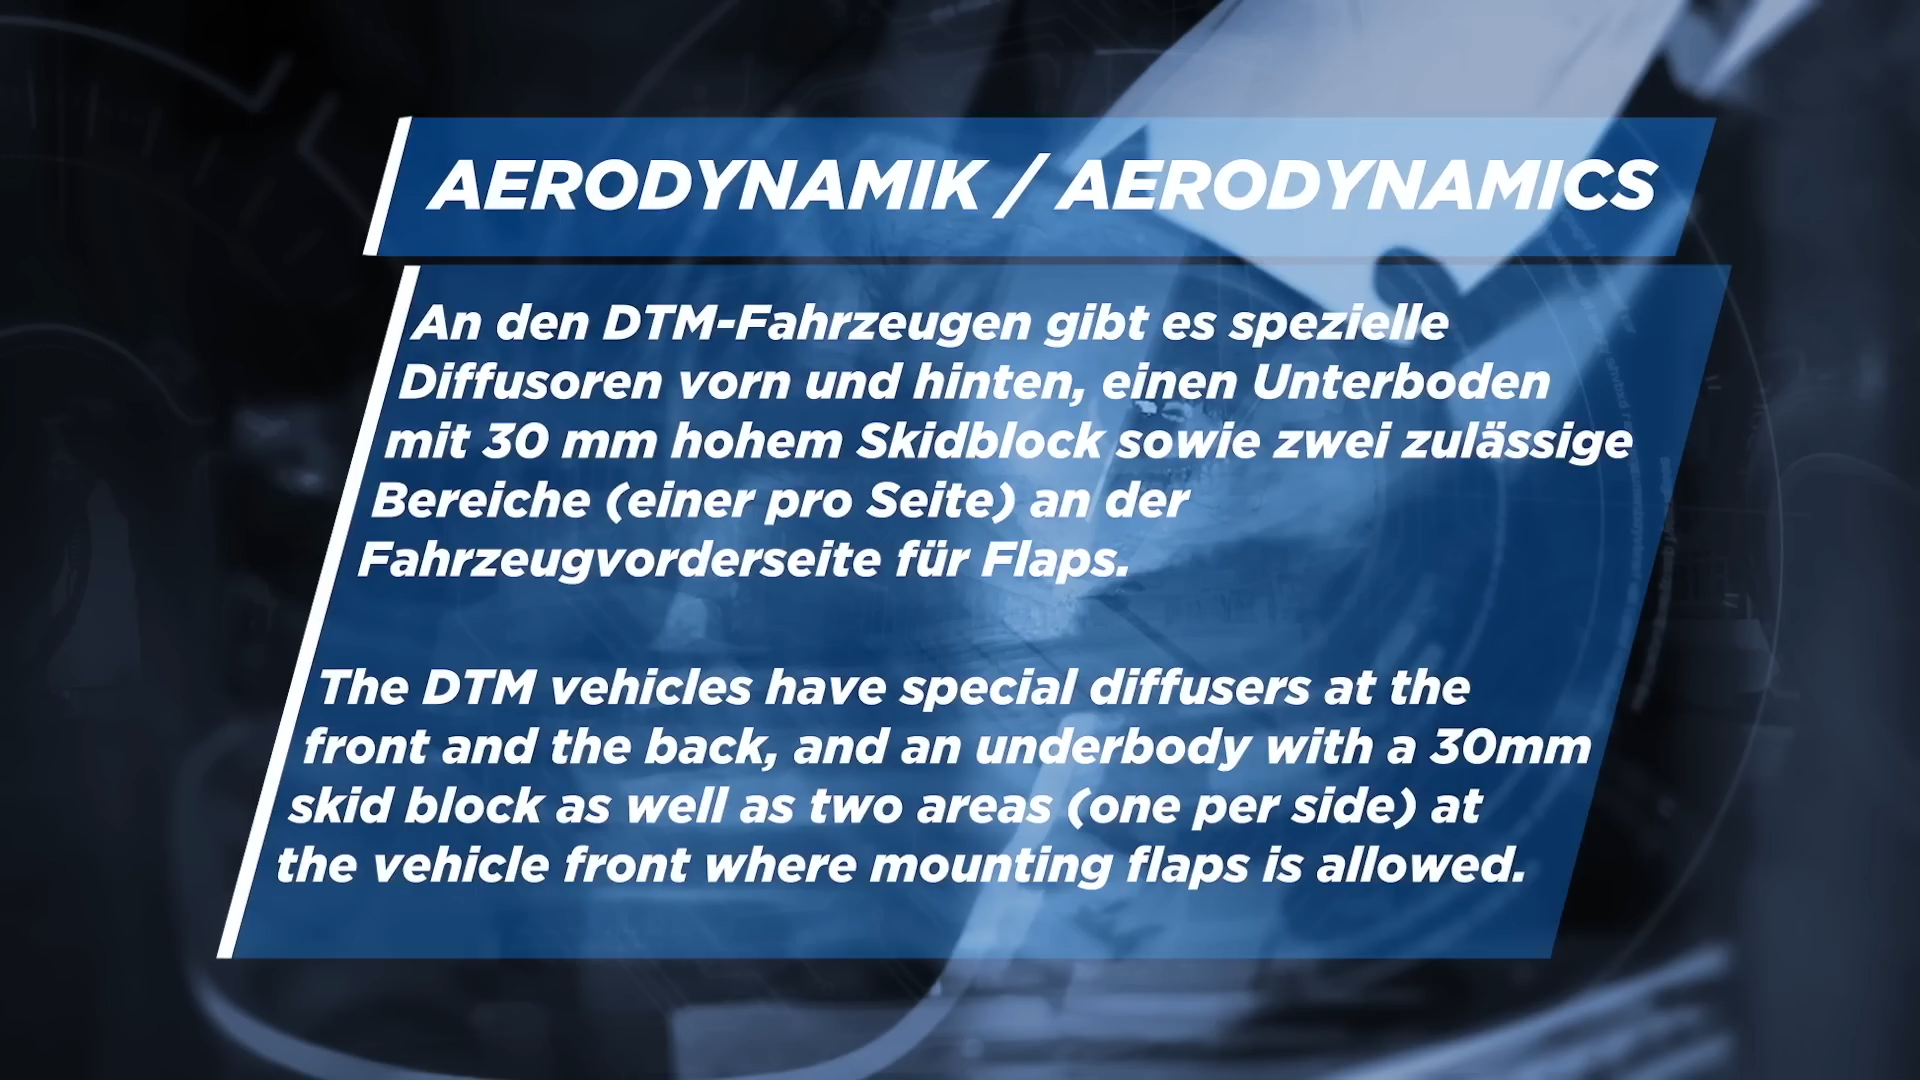 AERODYNAMIK / AERODYNAMICS
An den DTM-Fahrzeugen gibt es spezielle
Diffusoren vorn und hinten, einen Unterboden
mit 30 mm hohem Skidblock sowie zwei zulässige
Bereiche (einer pro Seite) an der
Fahrzeugvorderseite für Flaps.
The DTM vehicles have special diffusers at the
front and the back, and an underbody with a 30mm
skid block as well as two areas (one per side) at
the vehicle front where mounting flaps is allowed.